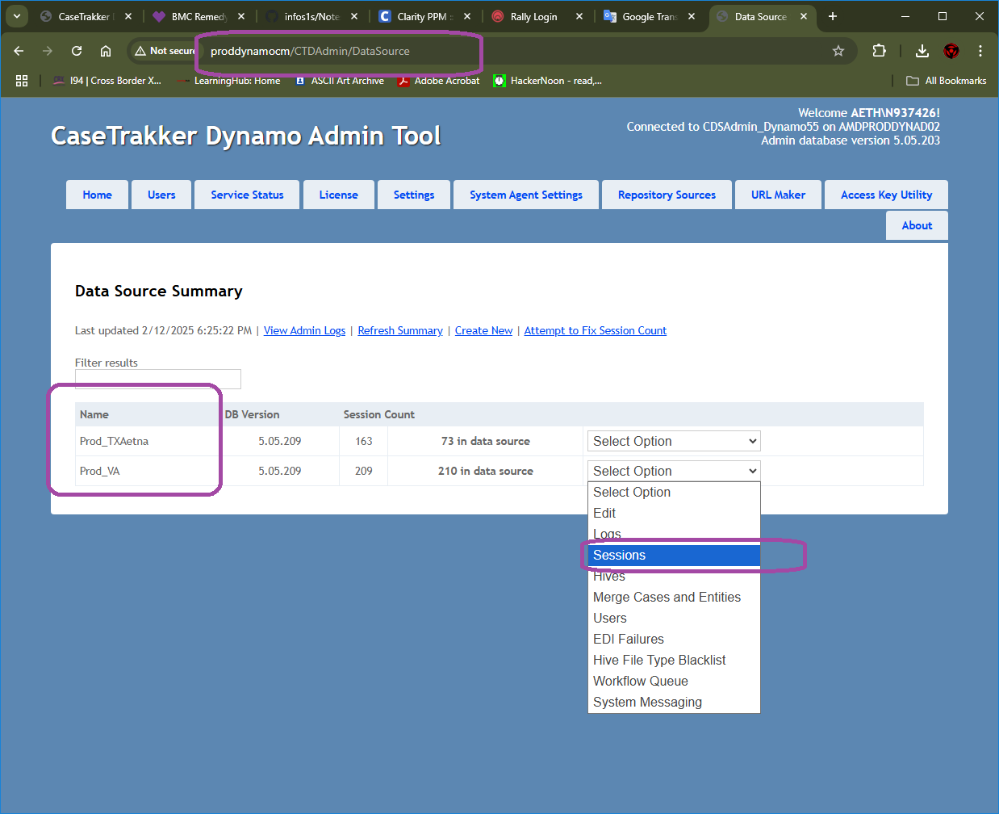 CaseTrakker
BMC Remedy
infos1s/Note
Clarity PPM ::
Rally Login
Google Trans
Data Source
Not secure
proddynamocm/CTDAdmin/DataSource
I94 | Cross Border X...
LearningHub: Home
ASCII Art Archive
Adobe Acrobat
HackerNoon - read,...
All Bookmarks
Welcome AETH\N937426!
CaseTrakker Dynamo Admin Tool
Connected to CDSAdmin_Dynamo55 on AMDPRODDYNAD02
Admin database version 5.05.203
Home
Users
Service Status
License
Settings
System Agent Settings
Repository Sources
URL Maker
Access Key Utility
About
Data Source Summary
Last updated 2/12/2025 6:25:22 PM | View Admin Logs | Refresh Summary | Create New | Attempt to Fix Session Count
Filter results
Name DB Version Session Count
Prod_TXAetna 5.05.209 163 73 in data source Select Option
Prod_VA 5.05.209 209 210 in data source Select Option
Select Option
Edit
Logs
Sessions
Hives
Merge Cases and Entities
Users
EDI Failures
Hive File Type Blacklist
Workflow Queue
System Messaging